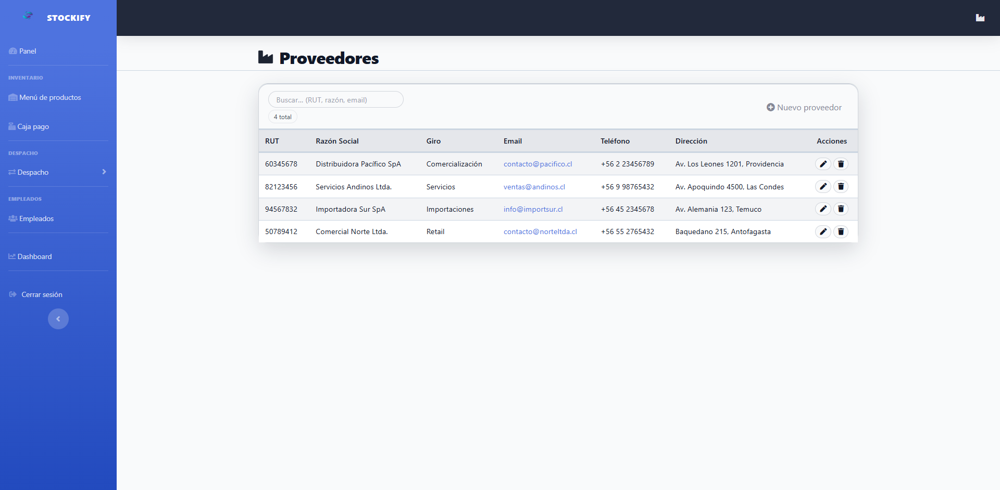 STOCKIFY
Panel
INVENTARIO
Menú de productos
Caja pago
DESPACHO
Despacho
EMPLEADOS
Empleados
Dashboard
Cerrar sesión
Proveedores
Buscar... (RUT, razón, email)
4 total
Nuevo proveedor
RUT Razón Social Giro Email Teléfono Dirección Acciones
60345678 Distribuidora Pacífico SpA Comercialización contacto@pacifico.cl +56 2 23456789 Av. Los Leones 1201, Providencia
82123456 Servicios Andinos Ltda. Servicios ventas@andinos.cl +56 9 98765432 Av. Apoquindo 4500, Las Condes
94567832 Importadora Sur SpA Importaciones info@importsur.cl +56 45 2345678 Av. Alemania 123, Temuco
50789412 Comercial Norte Ltda. Retail contacto@norteltda.cl +56 55 2765432 Baquedano 215, Antofagasta